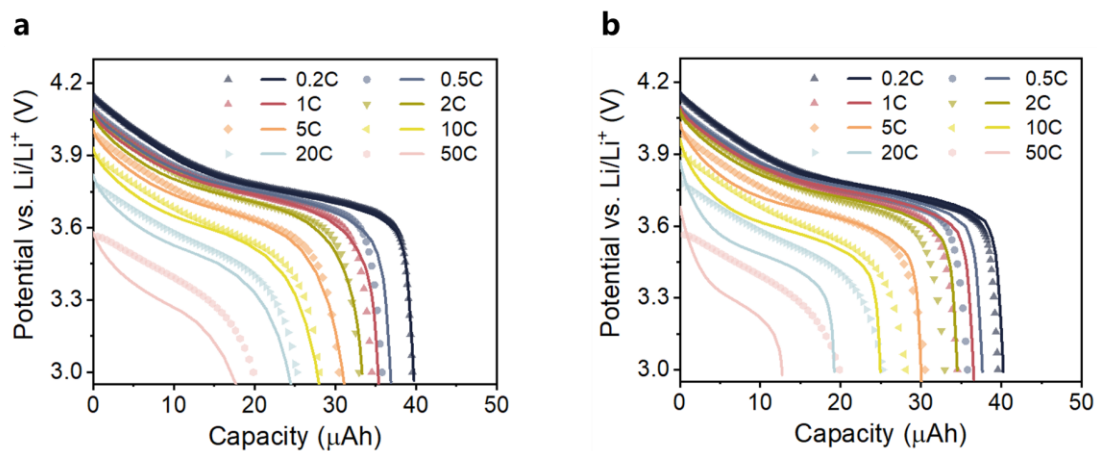 a
4.2
3.9
3.6
3.3
3.0
Potential vs. Li/Li⁺ (V)
0.2C 0.5C
1C 2C
5C 10C
20C 50C
0 10 20 30 40 50
Capacity (μAh)
b
4.2
3.9
3.6
3.3
3.0
Potential vs. Li/Li⁺ (V)
0.2C 0.5C
1C 2C
5C 10C
20C 50C
0 10 20 30 40 50
Capacity (μAh)